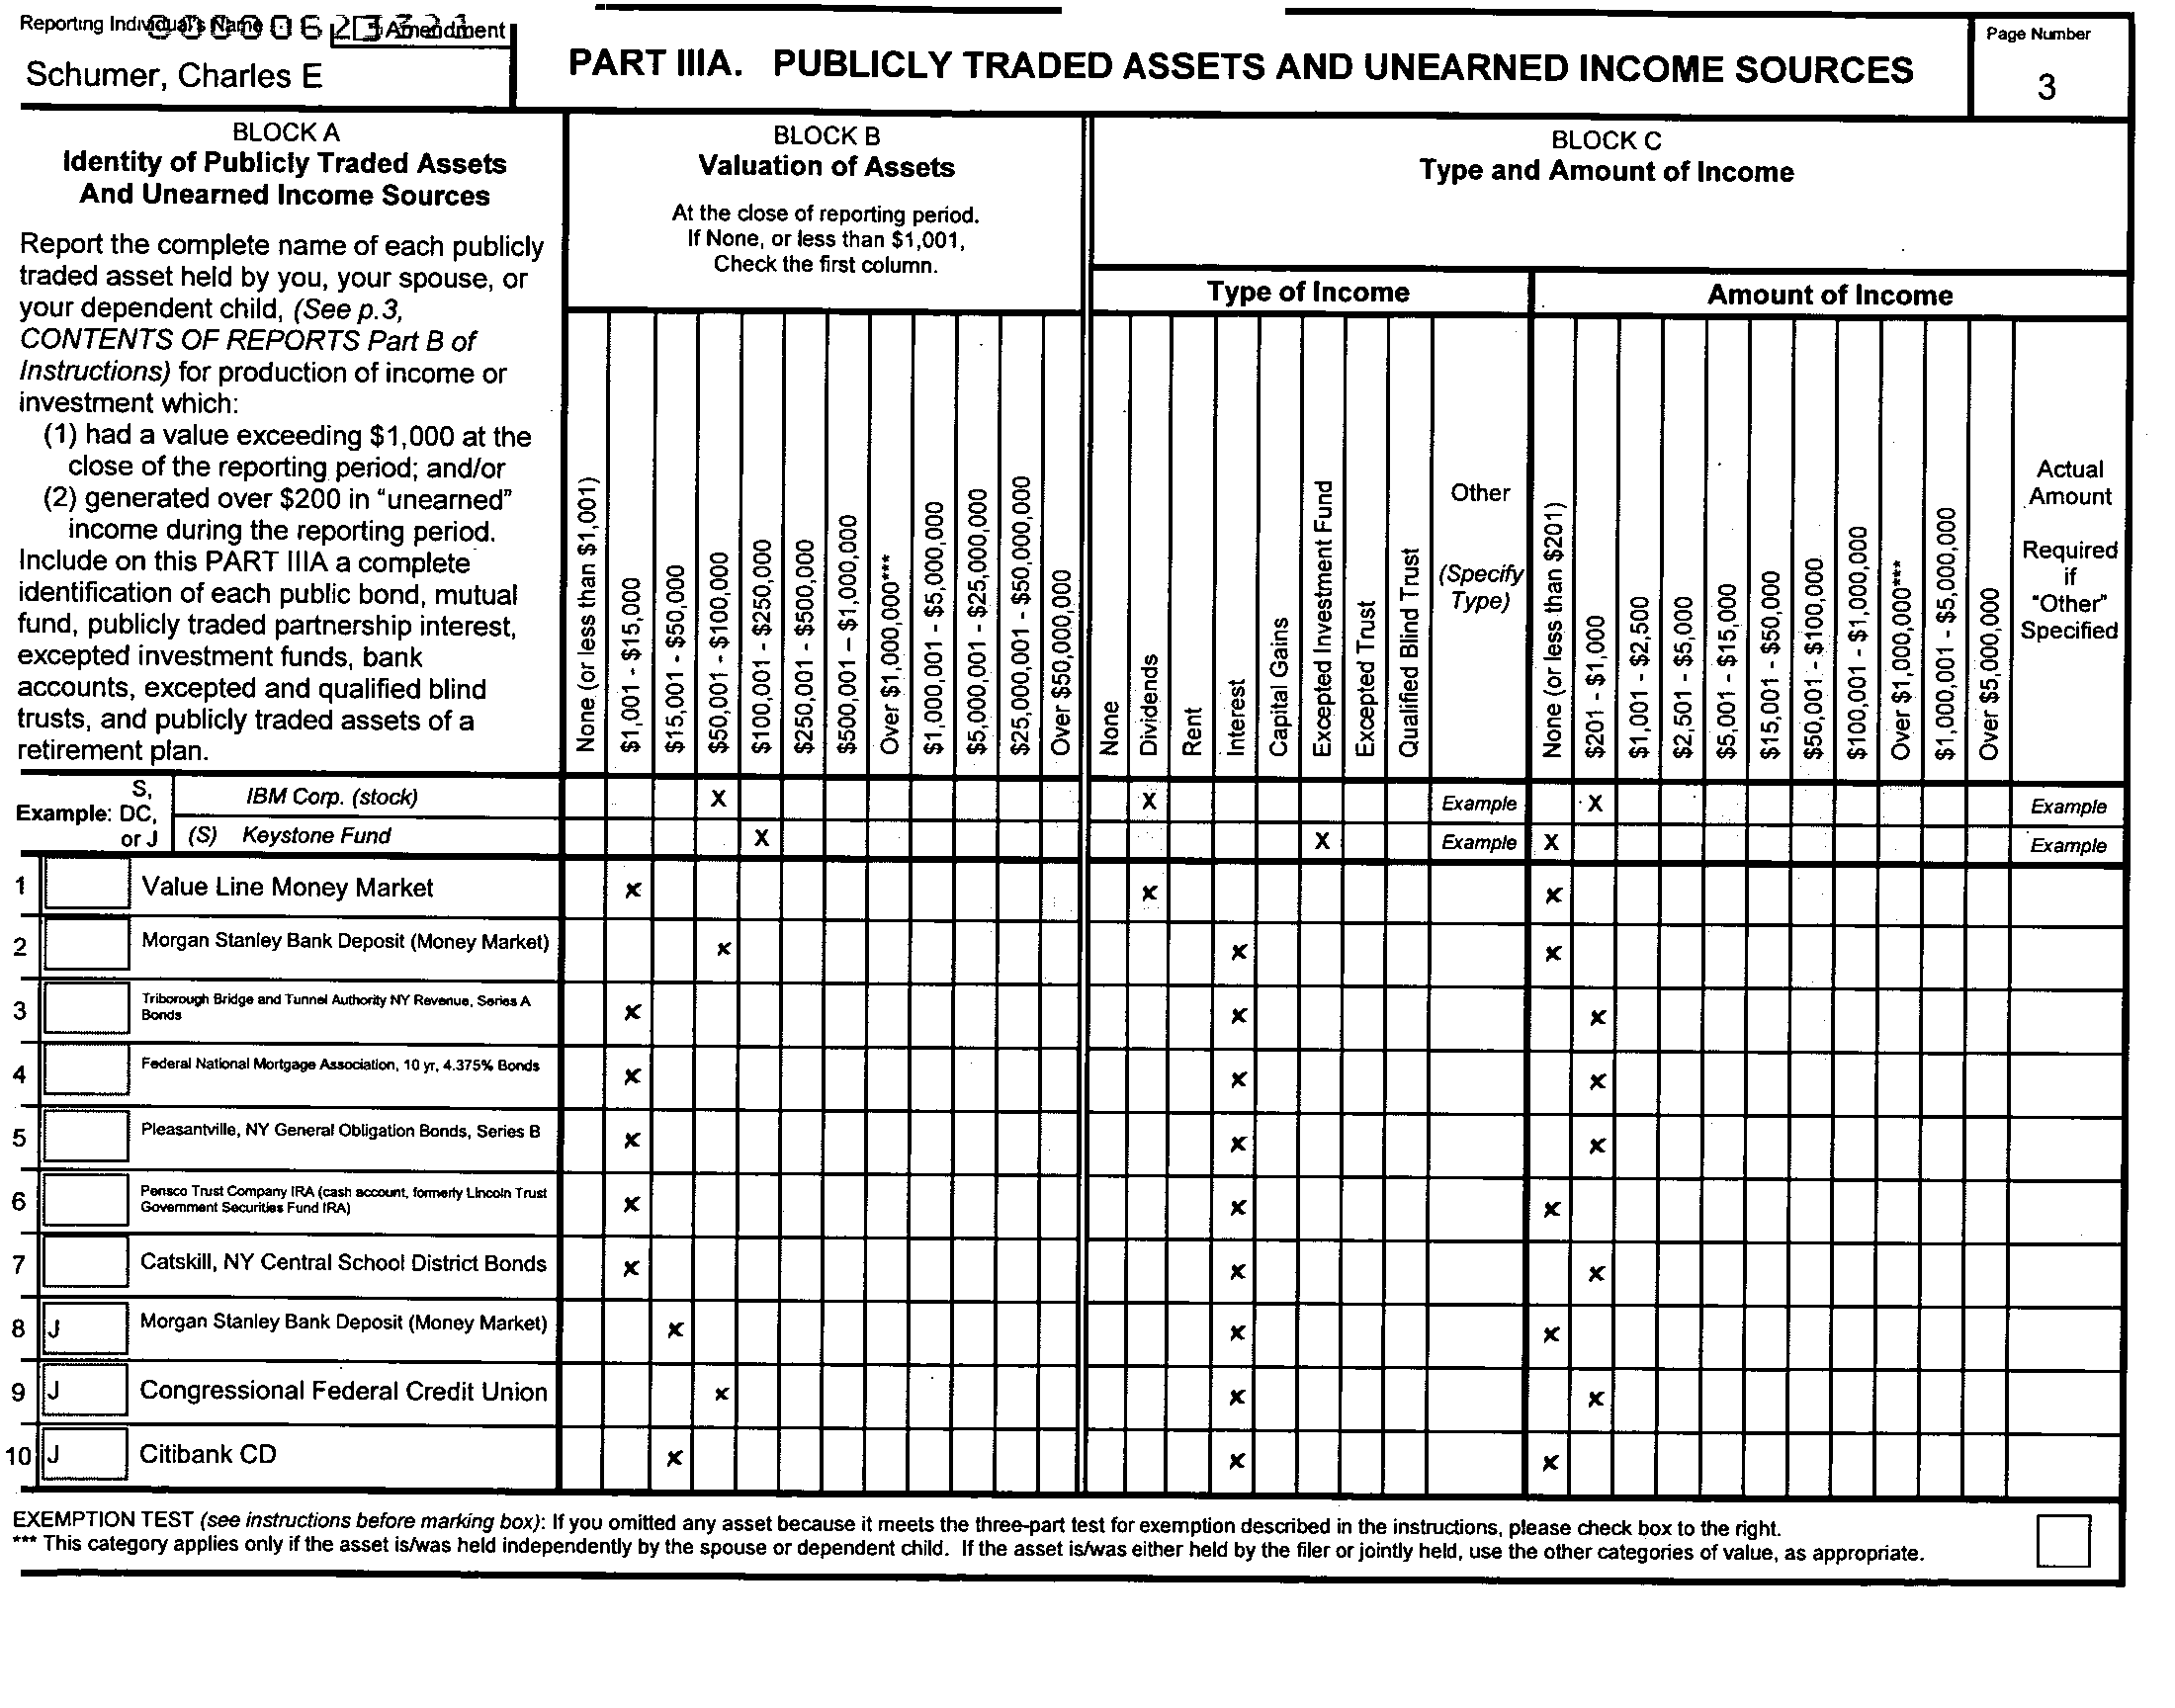 Reporting Individual's Name
Amendment
Schumer, Charles E
PART IIIA. PUBLICLY TRADED ASSETS AND UNEARNED INCOME SOURCES
Page Number
3
BLOCK A
Identity of Publicly Traded Assets
And Unearned Income Sources
Report the complete name of each publicly
traded asset held by you, your spouse, or
your dependent child, (See p.3,
CONTENTS OF REPORTS Part B of
Instructions) for production of income or
investment which:
(1) had a value exceeding $1,000 at the
close of the reporting period; and/or
(2) generated over $200 in "unearned"
income during the reporting period.
Include on this PART IIIA a complete
identification of each public bond, mutual
fund, publicly traded partnership interest,
excepted investment funds, bank
accounts, excepted and qualified blind
trusts, and publicly traded assets of a
retirement plan.
BLOCK B
Valuation of Assets
At the close of reporting period.
If None, or less than $1,001,
Check the first column.
None (or less than $1,001)
$1,001 - $15,000
$15,001 - $50,000
$50,001 - $100,000
$100,001 - $250,000
$250,001 - $500,000
$500,001 – $1,000,000
Over $1,000,000***
$1,000,001 - $5,000,000
$5,000,001 - $25,000,000
$25,000,001 - $50,000,000
Over $50,000,000
BLOCK C
Type and Amount of Income
Type of Income
None
Dividends
Rent
Interest
Capital Gains
Excepted Investment Fund
Excepted Trust
Qualified Blind Trust
Other
(Specify
Type)
Amount of Income
None (or less than $201)
$201 - $1,000
$1,001 - $2,500
$2,501 - $5,000
$5,001 - $15,000
$15,001 - $50,000
$50,001 - $100,000
$100,001 - $1,000,000
Over $1,000,000***
$1,000,001 - $5,000,000
Over $5,000,000
Actual
Amount
Required
if
"Other"
Specified
Example: S, DC, or J
IBM Corp. (stock) X X Example X Example
(S) Keystone Fund X X Example X Example
1 Value Line Money Market x x x
2 Morgan Stanley Bank Deposit (Money Market) x x x
3 Triborough Bridge and Tunnel Authority NY Revenue, Series A
Bonds x x x
4 Federal National Mortgage Association, 10 yr, 4.375% Bonds x x x
5 Pleasantville, NY General Obligation Bonds, Series B x x x
6 Pensco Trust Company IRA (cash account, formerly Lincoln Trust
Government Securities Fund IRA) x x x
7 Catskill, NY Central School District Bonds x x x
8 J Morgan Stanley Bank Deposit (Money Market) x x x
9 J Congressional Federal Credit Union x x x
10 J Citibank CD x x x
EXEMPTION TEST (see instructions before marking box): If you omitted any asset because it meets the three-part test for exemption described in the instructions, please check box to the right.
*** This category applies only if the asset is/was held independently by the spouse or dependent child. If the asset is/was either held by the filer or jointly held, use the other categories of value, as appropriate.